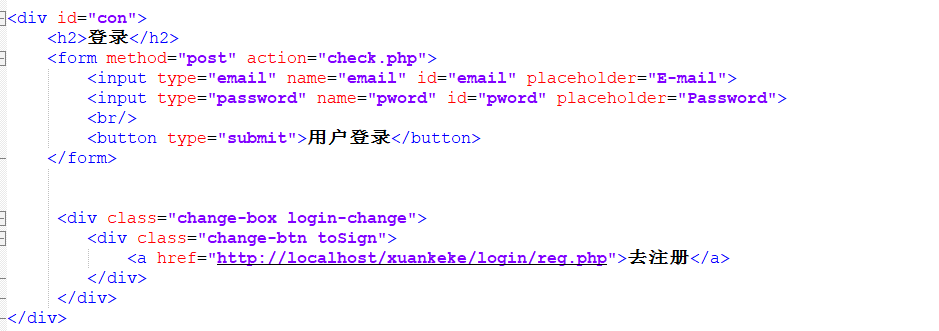 <div id="con">
<h2>登录</h2>
<form method="post" action="check.php">
<input type="email" name="email" id="email" placeholder="E-mail">
<input type="password" name="pword" id="pword" placeholder="Password">
<br/>
<button type="submit">用户登录</button>
</form>
<div class="change-box login-change">
<div class="change-btn toSign">
<a href="http://localhost/xuankeke/login/reg.php">去注册</a>
</div>
</div>
</div>